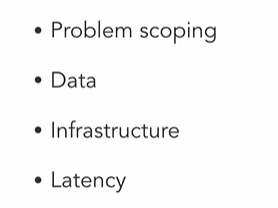 • Problem scoping
• Data
• Infrastructure
• Latency